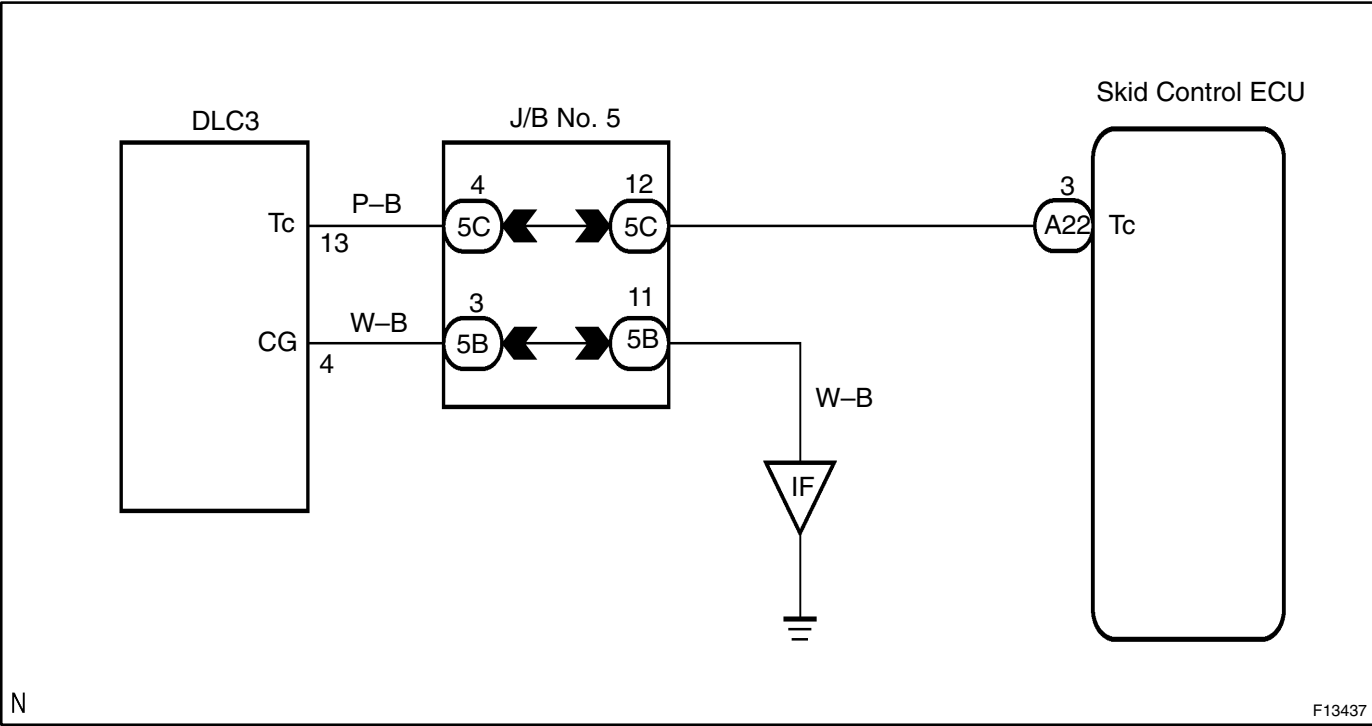 Skid Control ECU
DLC3
J/B No. 5
4
12
3
Tc
P–B
5C
5C
A22
Tc
13
3
11
CG
W–B
5B
5B
4
W–B
IF
N
F13437